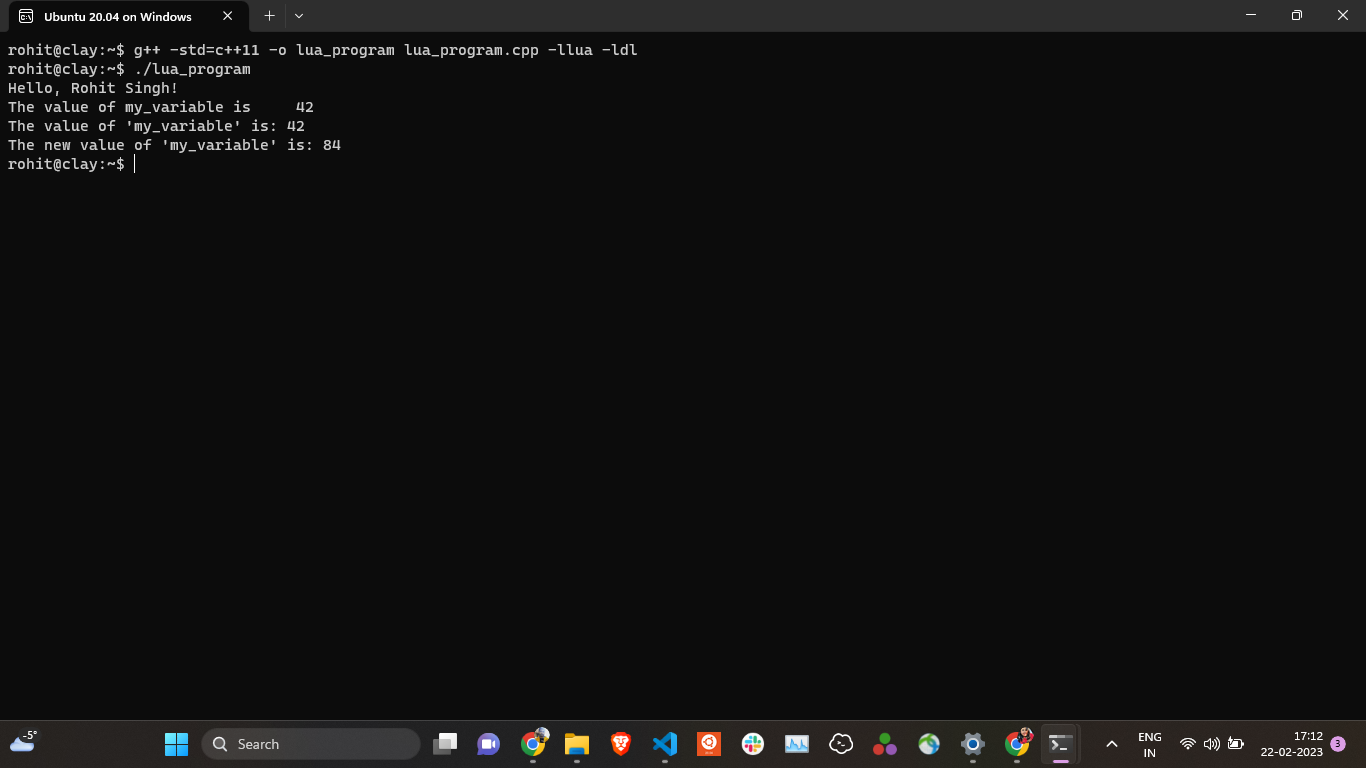 Ubuntu 20.04 on Windows
rohit@clay:~$ g++ -std=c++11 -o lua_program lua_program.cpp -llua -ldl
rohit@clay:~$ ./lua_program
Hello, Rohit Singh!
The value of my_variable is     42
The value of 'my_variable' is: 42
The new value of 'my_variable' is: 84
rohit@clay:~$
-5°
Search
ENG
IN
17:12
22-02-2023
3